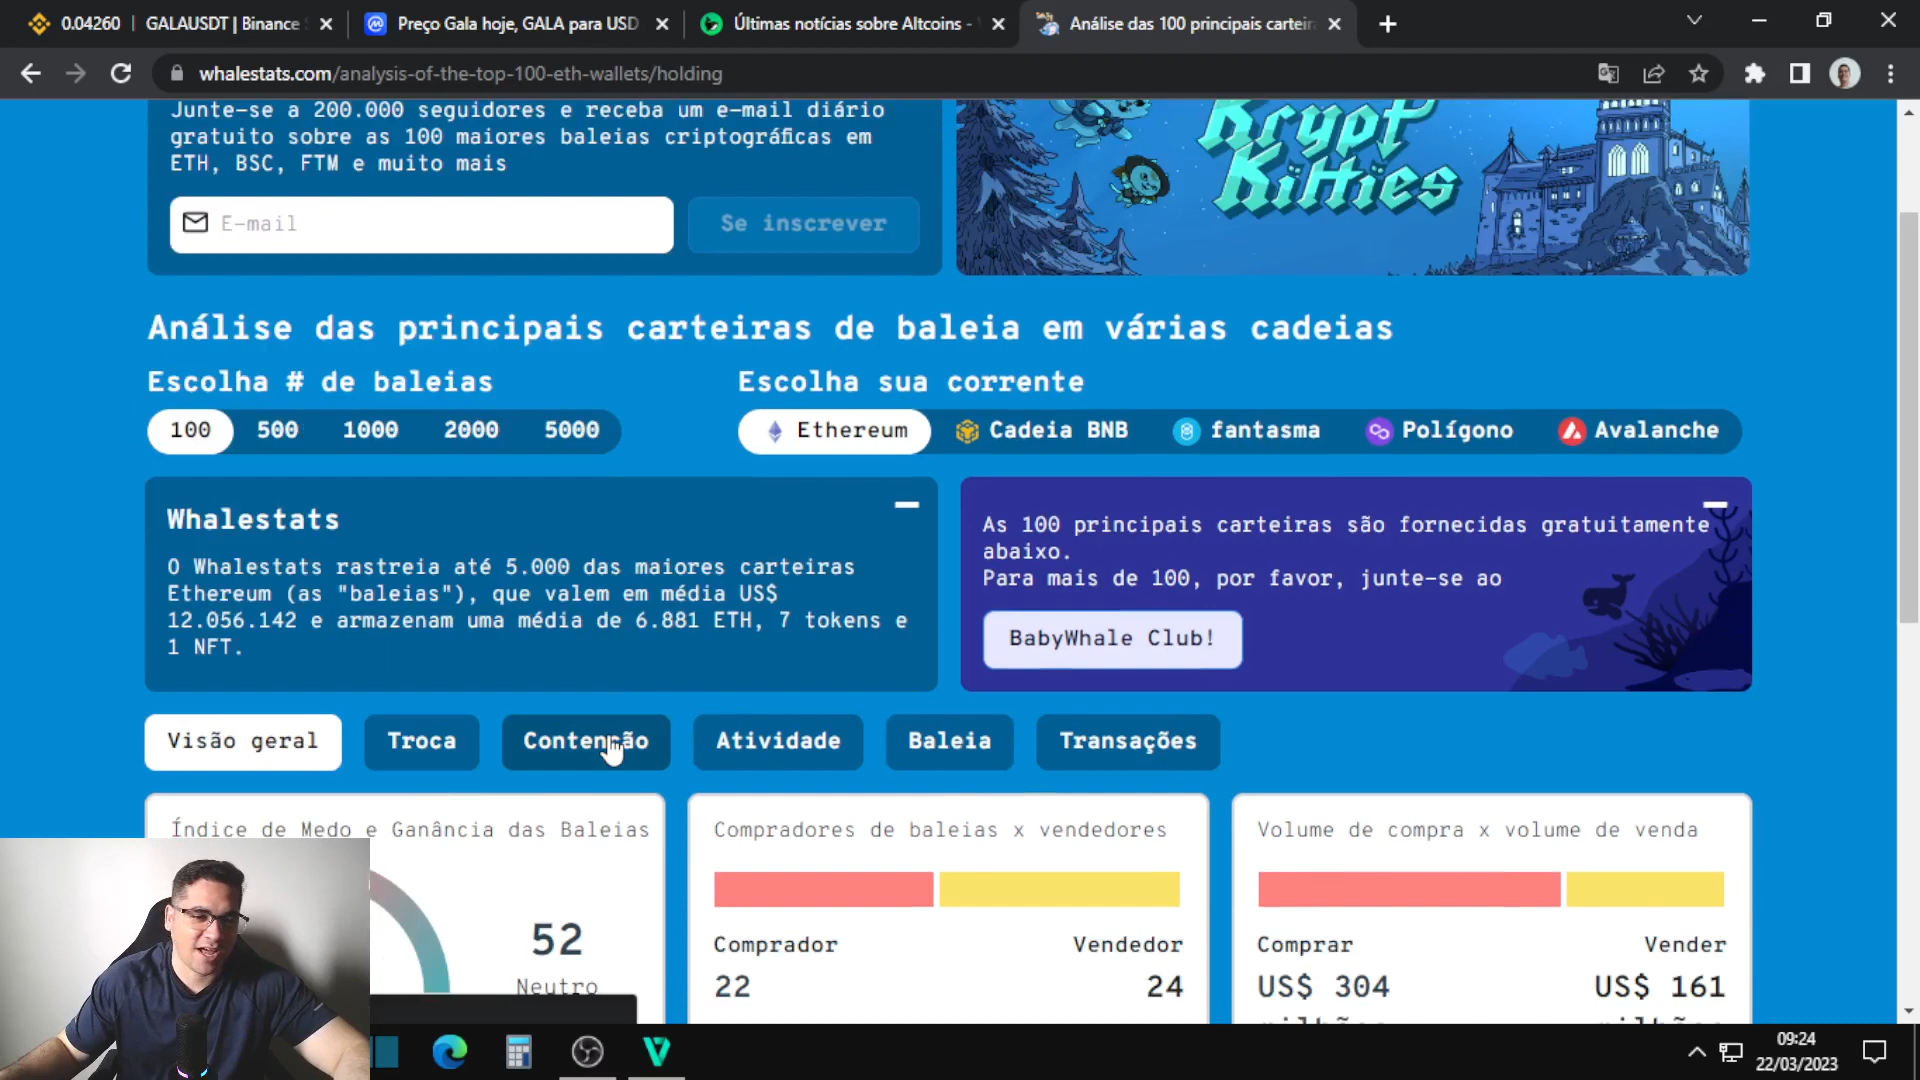 0.04260 | GALAUSDT | Binance
Preço Gala hoje, GALA para USD
Últimas notícias sobre Altcoins -
Análise das 100 principais carteir
whalestats.com/analysis-of-the-top-100-eth-wallets/holding
Junte-se a 200.000 seguidores e receba um e-mail diário
gratuito sobre as 100 maiores baleias criptográficas em
ETH, BSC, FTM e muito mais
E-mail
Se inscrever
Krypt
Kitties
Análise das principais carteiras de baleia em várias cadeias
Escolha # de baleias
Escolha sua corrente
100 500 1000 2000 5000
Ethereum Cadeia BNB fantasma Polígono Avalanche
Whalestats
O Whalestats rastreia até 5.000 das maiores carteiras
Ethereum (as "baleias"), que valem em média US$
12.056.142 e armazenam uma média de 6.881 ETH, 7 tokens e
1 NFT.
As 100 principais carteiras são fornecidas gratuitamente
abaixo.
Para mais de 100, por favor, junte-se ao
BabyWhale Club!
Visão geral Troca Contenção Atividade Baleia Transações
Índice de Medo e Ganância das Baleias
52
Neutro
Compradores de baleias x vendedores
Comprador Vendedor
22 24
Volume de compra x volume de venda
Comprar Vender
US$ 304 US$ 161
09:24
22/03/2023